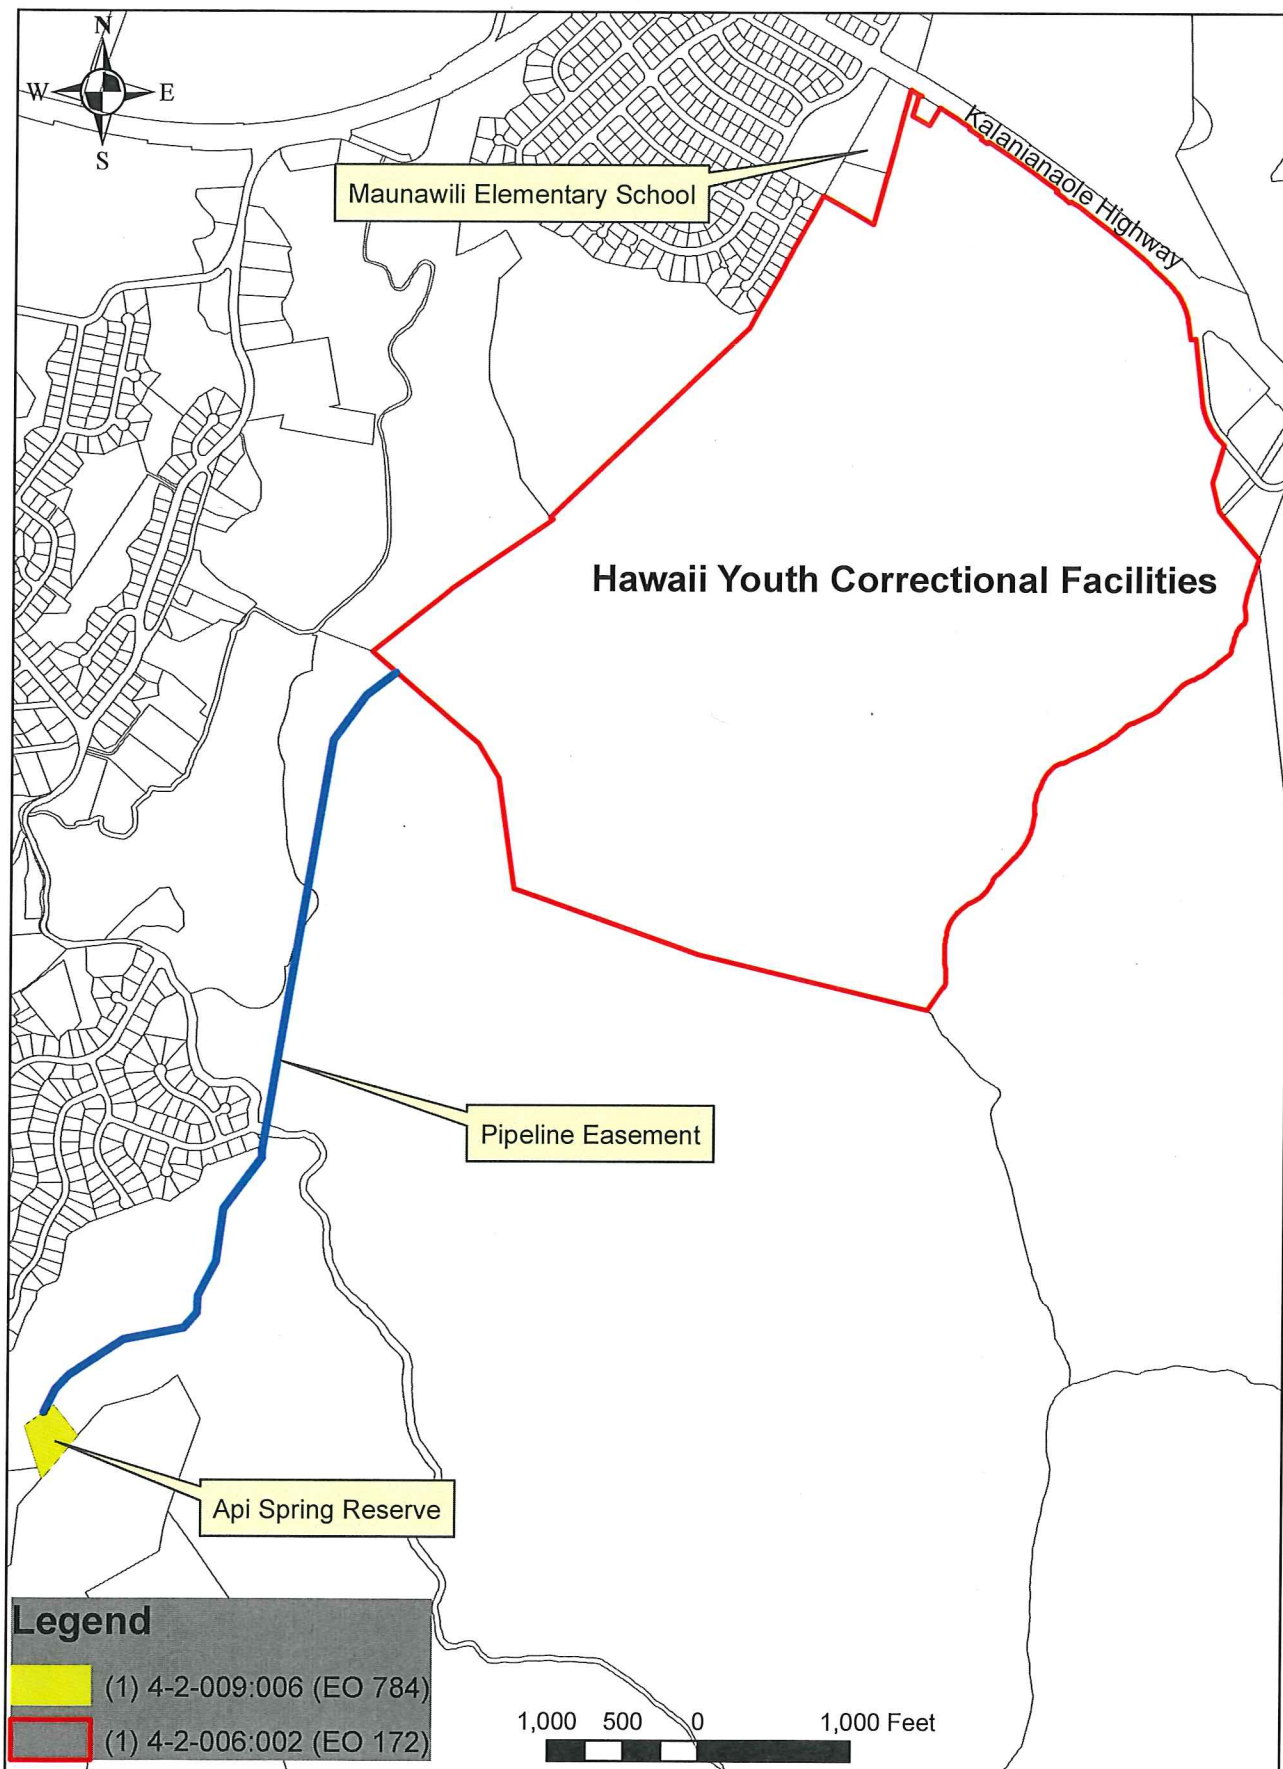 N
W E
S
Kalanianaole Highway
Maunawili Elementary School
Hawaii Youth Correctional Facilities
Pipeline Easement
Api Spring Reserve
Legend
(1) 4-2-009:006 (EO 784)
(1) 4-2-006:002 (EO 172)
1,000 500 0 1,000 Feet